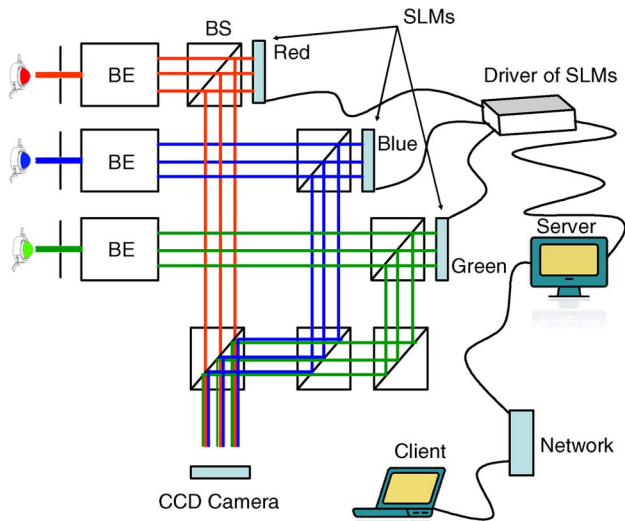 SLMs
BS
Red
BE
Driver of SLMs
Blue
BE
Server
BE
Green
Client
Network
CCD Camera